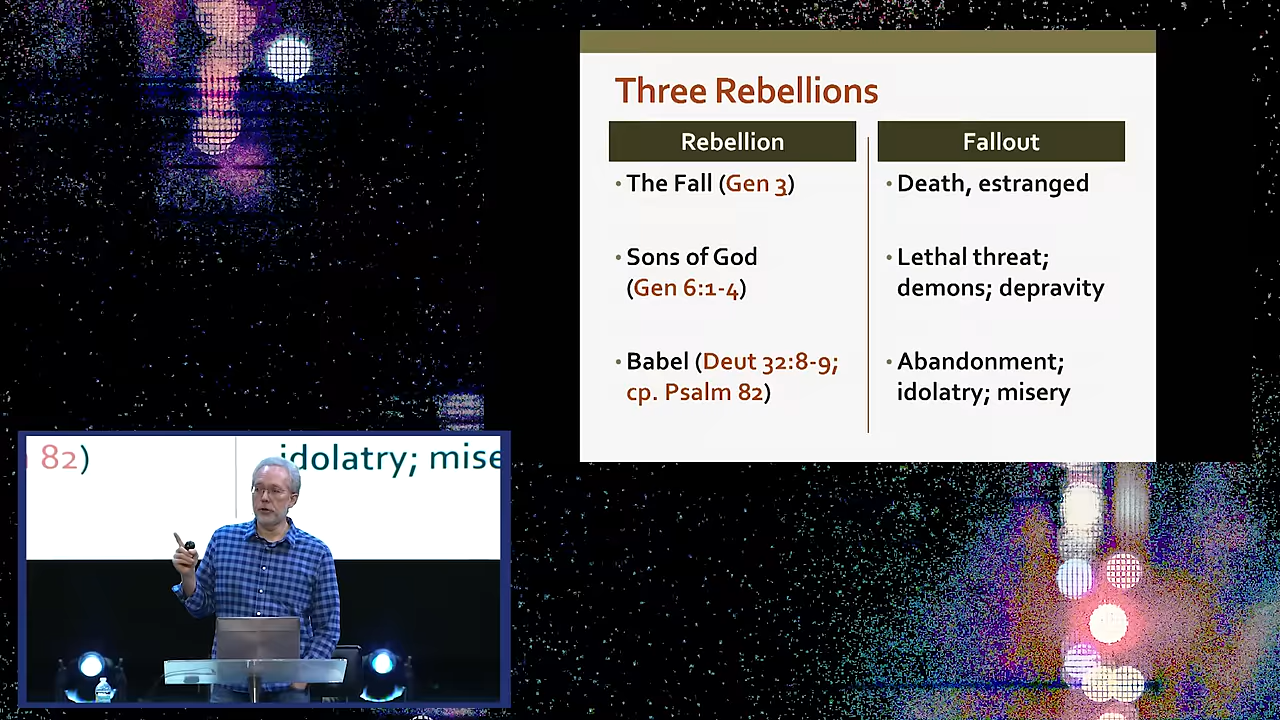 Three Rebellions
Rebellion
Fallout
• The Fall (Gen 3)
• Death, estranged
• Sons of God
(Gen 6:1-4)
• Lethal threat;
demons; depravity
• Babel (Deut 32:8-9;
cp. Psalm 82)
• Abandonment;
idolatry; misery
82)
idolatry; mise